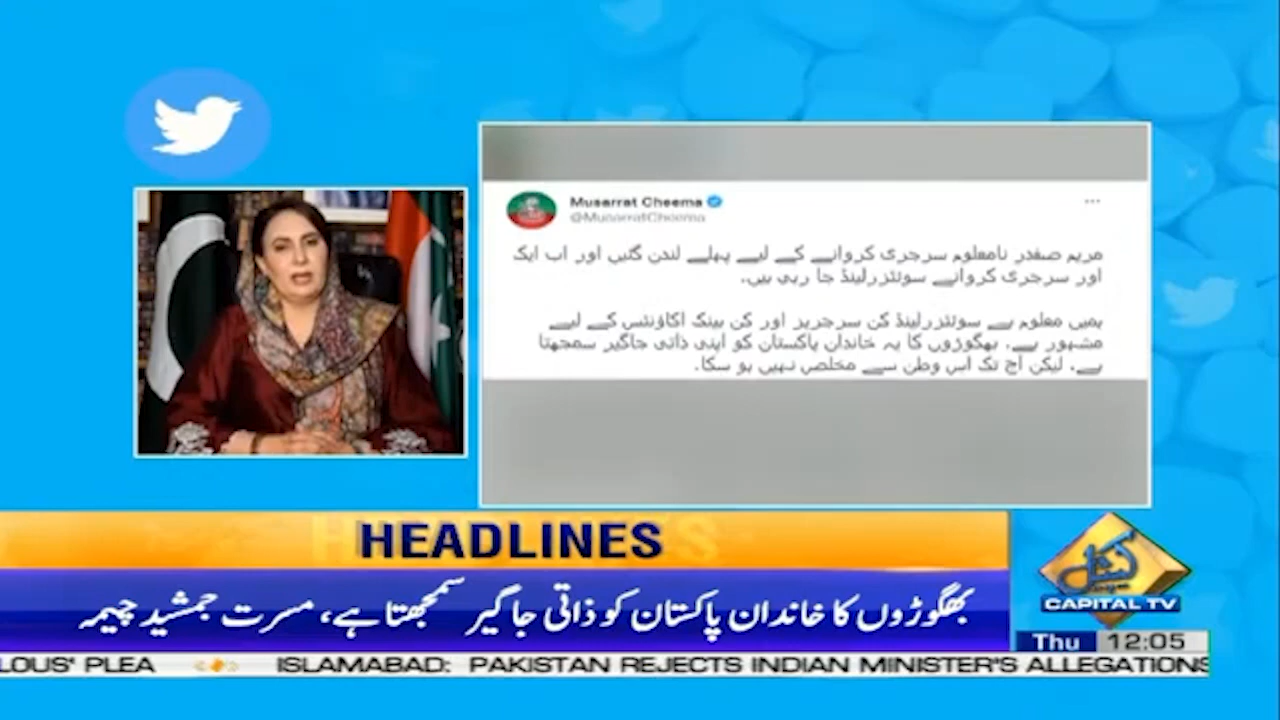 Musarrat Cheema
@MusarratCheema
مریم صفدر نامعلوم سرجری کروانے کے لیے پہلے لندن گئیں اور اب ایک
اور سرجری کروانے سوئٹزرلینڈ جا رہی ہیں۔
ہمیں معلوم ہے سوئٹزرلینڈ کن سرجریز اور کن بینک اکاؤنٹس کے لیے
مشہور ہے۔ بھگوڑوں کا یہ خاندان پاکستان کو اپنی ذاتی جاگیر سمجھتا
ہے، لیکن آج تک اس وطن سے مخلص نہیں ہو سکا۔
HEADLINES
بھگوڑوں کا خاندان پاکستان کو ذاتی جاگیر سمجھتا ہے، مسرت جمشید چیمہ
کیپیٹل
CAPITAL TV
Thu 12:05
LOUS' PLEA ISLAMABAD: PAKISTAN REJECTS INDIAN MINISTER'S ALLEGATIONS